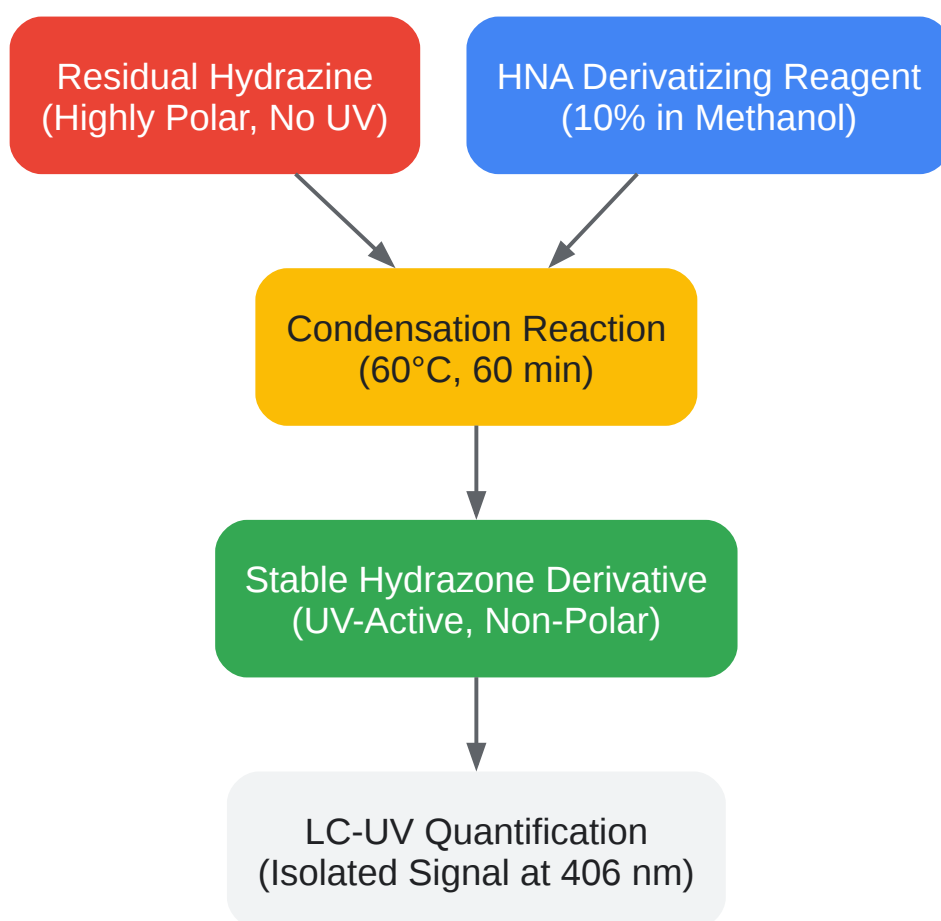 Residual Hydrazine
(Highly Polar, No UV)
HNA Derivatizing Reagent
(10% in Methanol)
Condensation Reaction
(60°C, 60 min)
Stable Hydrazone Derivative
(UV-Active, Non-Polar)
LC-UV Quantification
(Isolated Signal at 406 nm)